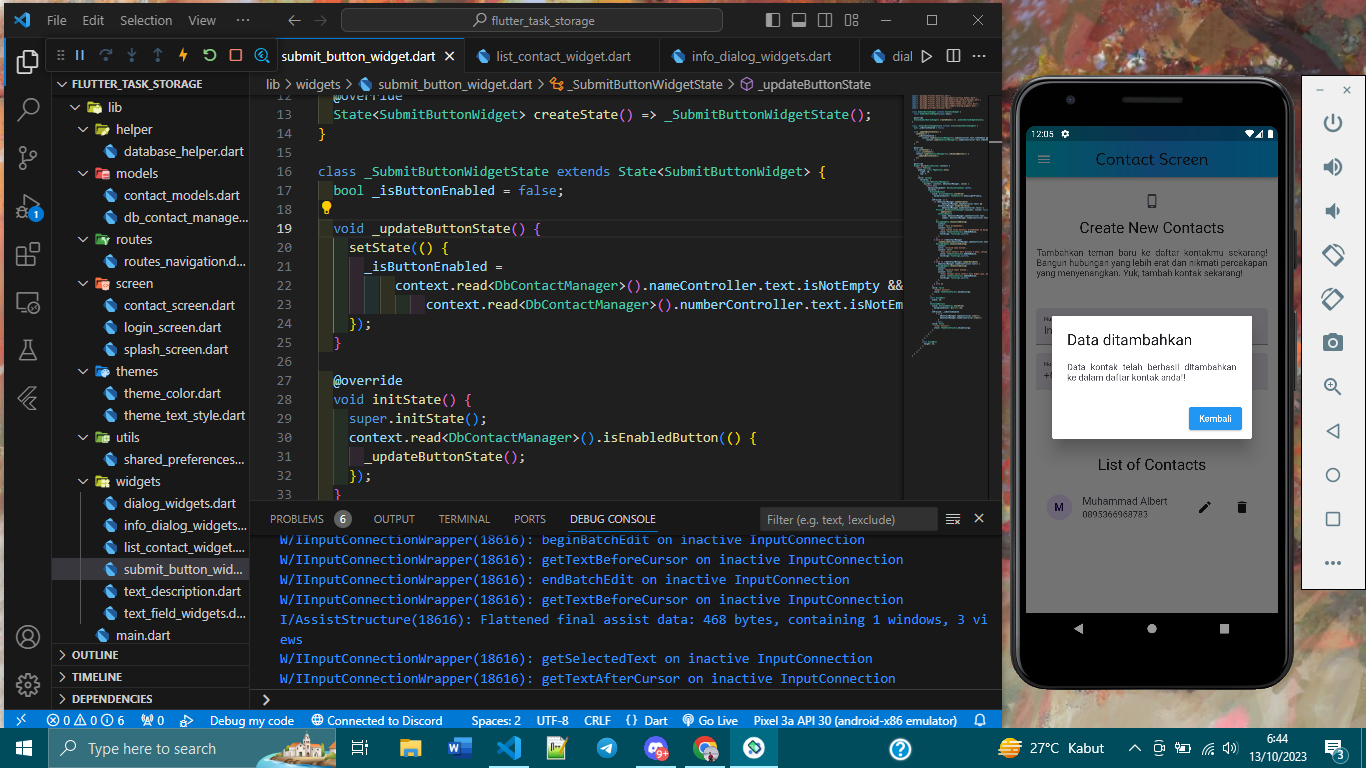 File Edit Selection View ··· flutter_task_storage
submit_button_widget.dart list_contact_widget.dart info_dialog_widgets.dart dial
FLUTTER_TASK_STORAGE
lib
helper
database_helper.dart
models
contact_models.dart
db_contact_manage...
routes
routes_navigation.d...
screen
contact_screen.dart
login_screen.dart
splash_screen.dart
themes
theme_color.dart
theme_text_style.dart
utils
shared_preferences...
widgets
dialog_widgets.dart
info_dialog_widgets...
list_contact_widget....
submit_button_wid...
text_description.dart
text_field_widgets.d...
main.dart
OUTLINE
TIMELINE
DEPENDENCIES
1
lib > widgets > submit_button_widget.dart > _SubmitButtonWidgetState > _updateButtonState
12 @override
13 State<SubmitButtonWidget> createState() => _SubmitButtonWidgetState();
14 }
15
16 class _SubmitButtonWidgetState extends State<SubmitButtonWidget> {
17 bool _isButtonEnabled = false;
18
19 void _updateButtonState() {
20 setState(() {
21 _isButtonEnabled =
22 context.read<DbContactManager>().nameController.text.isNotEmpty &&
23 context.read<DbContactManager>().numberController.text.isNotEm
24 });
25 }
26
27 @override
28 void initState() {
29 super.initState();
30 context.read<DbContactManager>().isEnabledButton(() {
31 _updateButtonState();
32 });
33 }
PROBLEMS 6 OUTPUT TERMINAL PORTS DEBUG CONSOLE Filter (e.g. text, !exclude)
W/IInputConnectionWrapper(18616): beginBatchEdit on inactive InputConnection
W/IInputConnectionWrapper(18616): getTextBeforeCursor on inactive InputConnection
W/IInputConnectionWrapper(18616): endBatchEdit on inactive InputConnection
W/IInputConnectionWrapper(18616): getTextBeforeCursor on inactive InputConnection
I/AssistStructure(18616): Flattened final assist data: 468 bytes, containing 1 windows, 3 vi
ews
W/IInputConnectionWrapper(18616): getSelectedText on inactive InputConnection
W/IInputConnectionWrapper(18616): getTextAfterCursor on inactive InputConnection
0 0 6 0 Debug my code Connected to Discord Spaces: 2 UTF-8 CRLF {} Dart Go Live Pixel 3a API 30 (android-x86 emulator)
12:05
Contact Screen
Create New Contacts
Tambahkan teman baru ke daftar kontakmu sekarang!
Bangun hubungan yang lebih erat dan nikmati percakapan
yang menyenangkan. Yuk, tambah kontak sekarang!
Data ditambahkan
Data kontak telah berhasil ditambahkan
ke dalam daftar kontak anda!!
Kembali
List of Contacts
M
Muhammad Albert
0895366968783
Type here to search
W
9+
27°C Kabut
6:44
13/10/2023
3